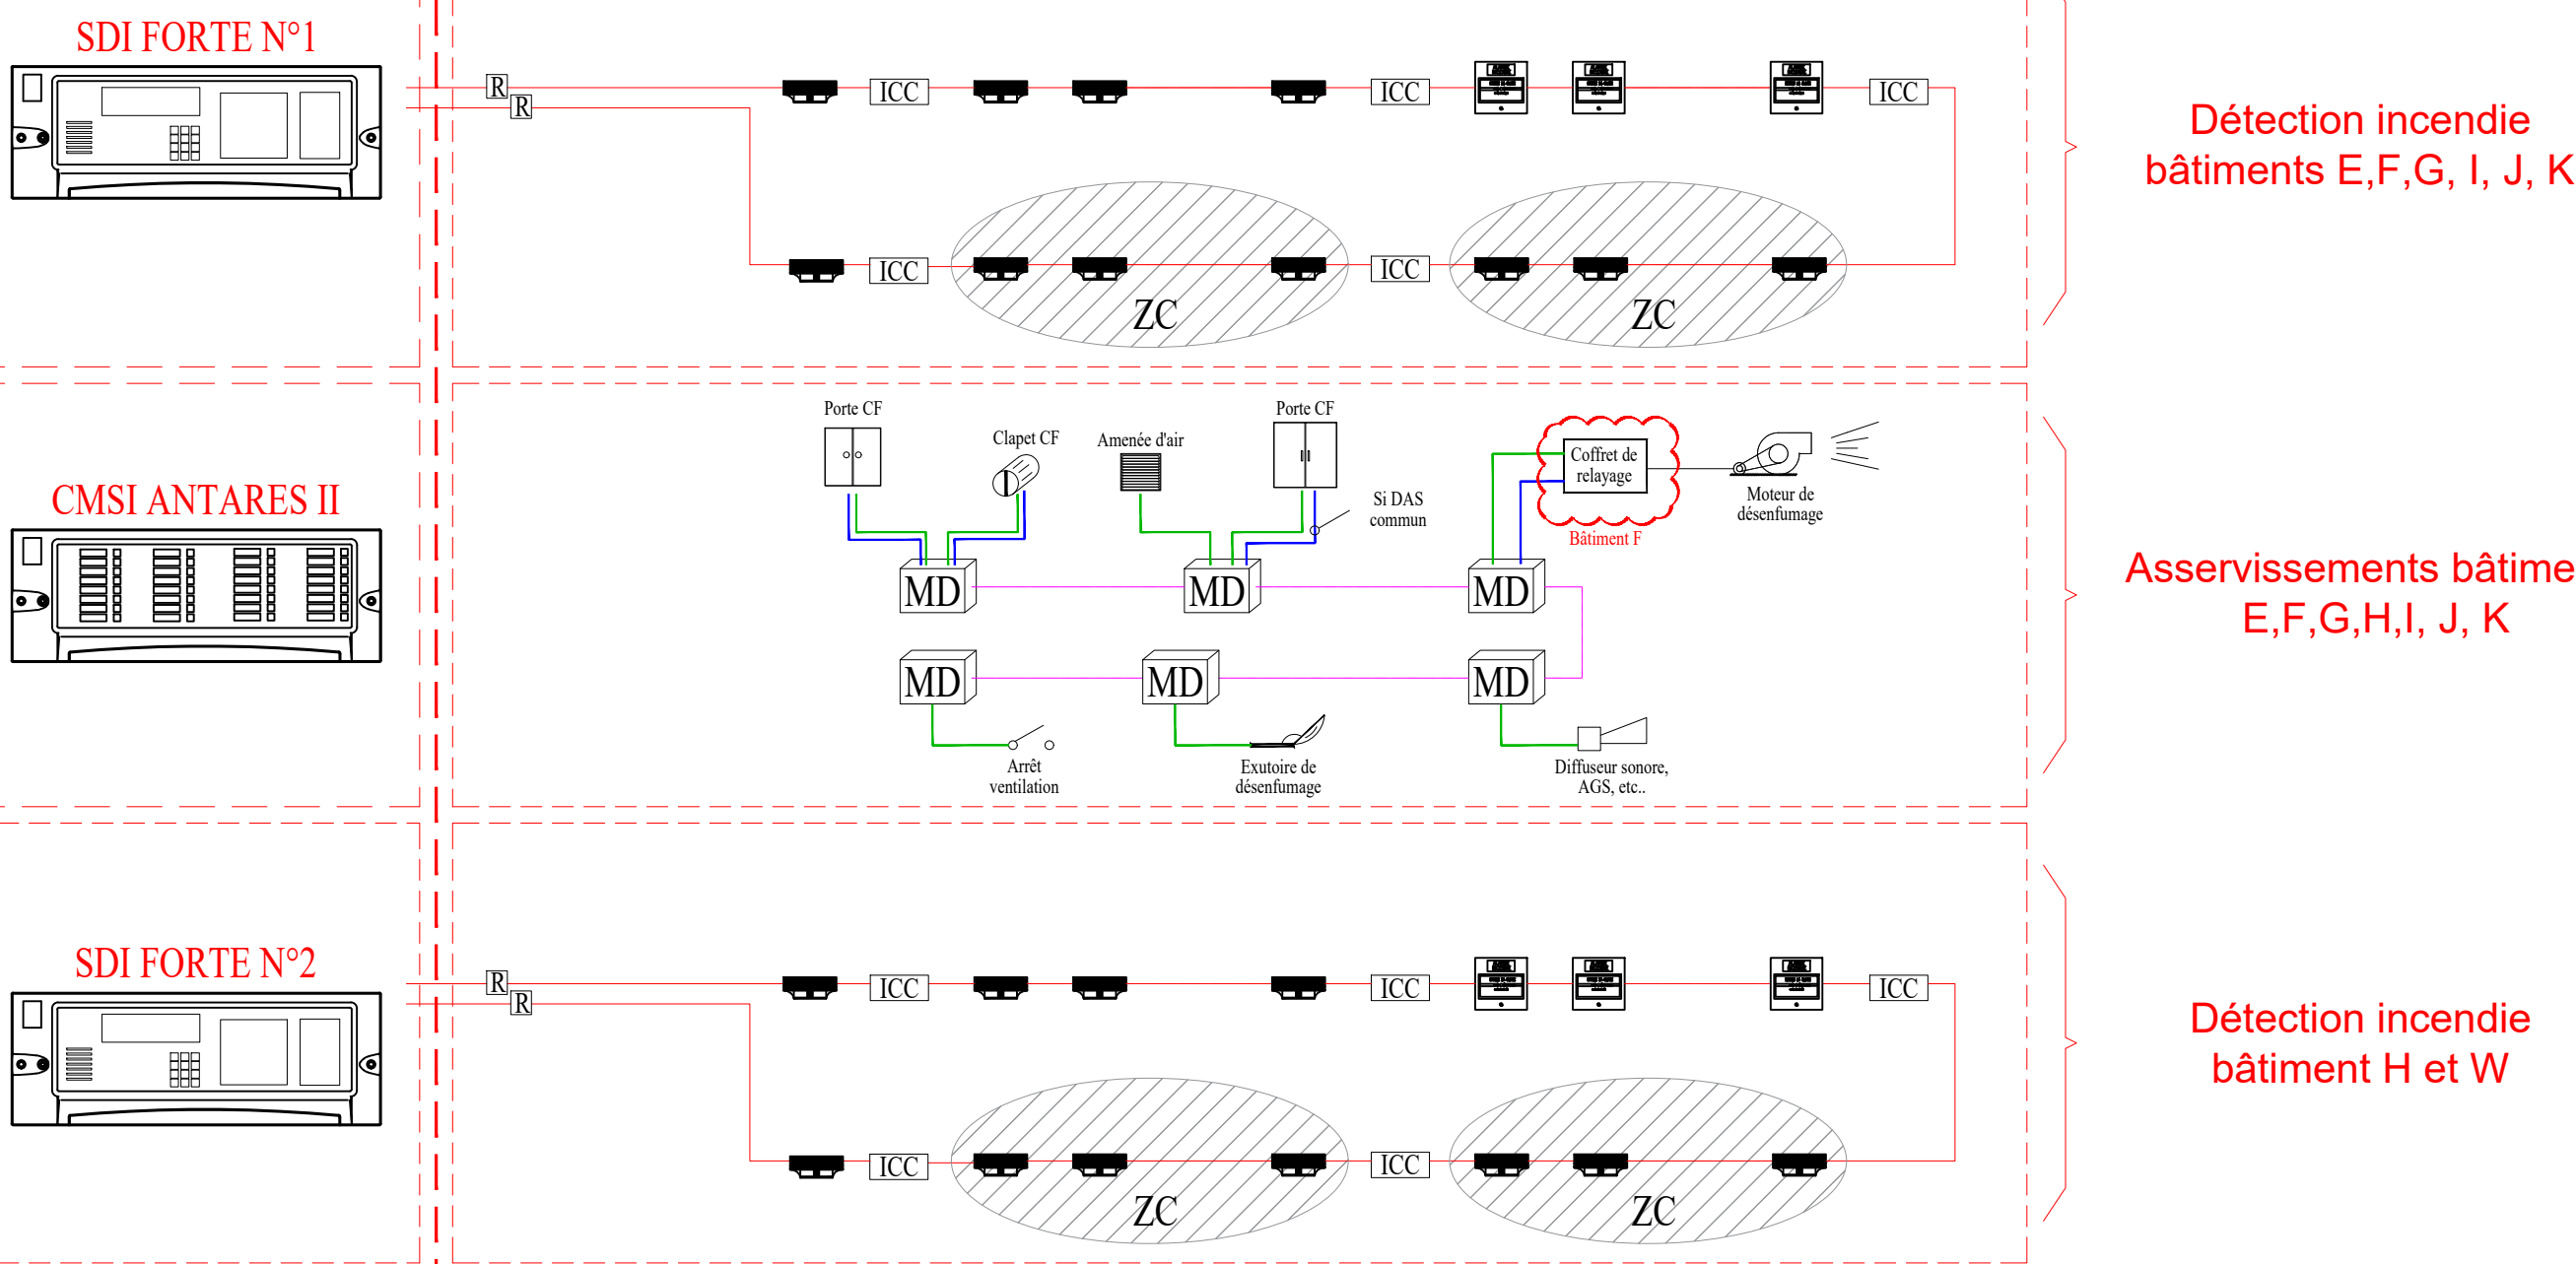 SDI FORTE N°1
R
R
ICC
ICC
ICC
ICC
ICC
ZC
ZC
Détection incendie
bâtiments E,F,G, I, J, K
CMSI ANTARES II
Porte CF
Clapet CF
Amenée d'air
Porte CF
Si DAS
commun
Coffret de
relayage
Bâtiment F
Moteur de
désenfumage
MD
MD
MD
MD
MD
MD
Arrêt
ventilation
Exutoire de
désenfumage
Diffuseur sonore,
AGS, etc..
Asservissements bâtime
E,F,G,H,I, J, K
SDI FORTE N°2
R
R
ICC
ICC
ICC
ICC
ICC
ZC
ZC
Détection incendie
bâtiment H et W